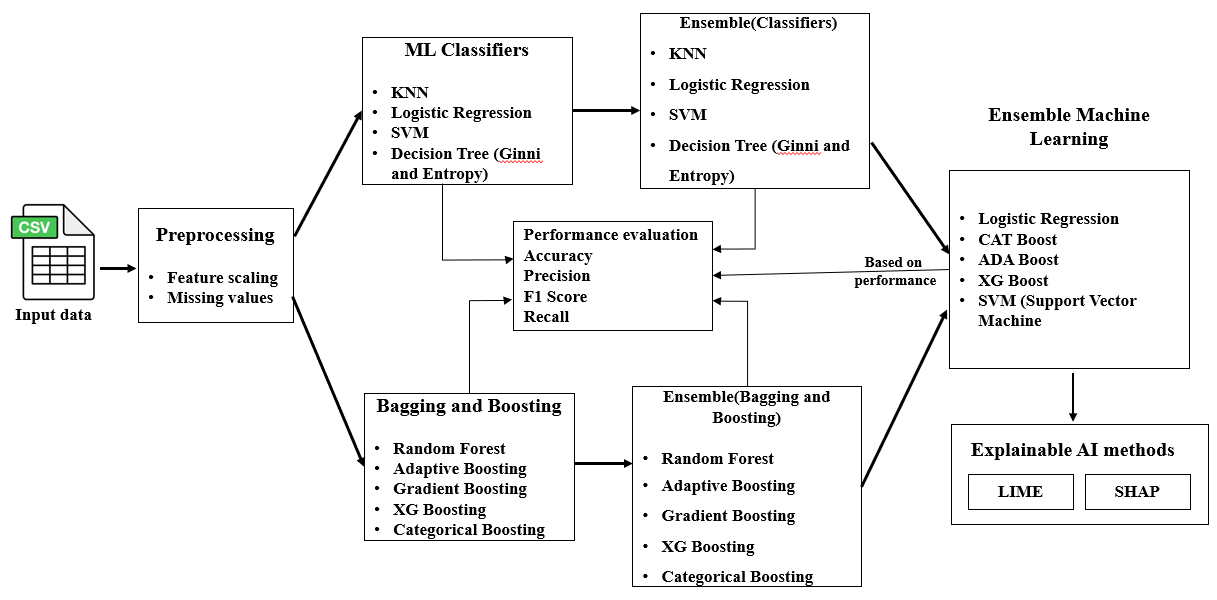 CSV
Input data
Preprocessing
• Feature scaling
• Missing values
ML Classifiers
• KNN
• Logistic Regression
• SVM
• Decision Tree (Ginni
and Entropy)
Ensemble(Classifiers)
• KNN
• Logistic Regression
• SVM
• Decision Tree (Ginni and
Entropy)
Performance evaluation
Accuracy
Precision
F1 Score
Recall
Bagging and Boosting
• Random Forest
• Adaptive Boosting
• Gradient Boosting
• XG Boosting
• Categorical Boosting
Ensemble(Bagging and
Boosting)
• Random Forest
• Adaptive Boosting
• Gradient Boosting
• XG Boosting
• Categorical Boosting
Based on
performance
Ensemble Machine
Learning
• Logistic Regression
• CAT Boost
• ADA Boost
• XG Boost
• SVM (Support Vector
Machine
Explainable AI methods
LIME
SHAP